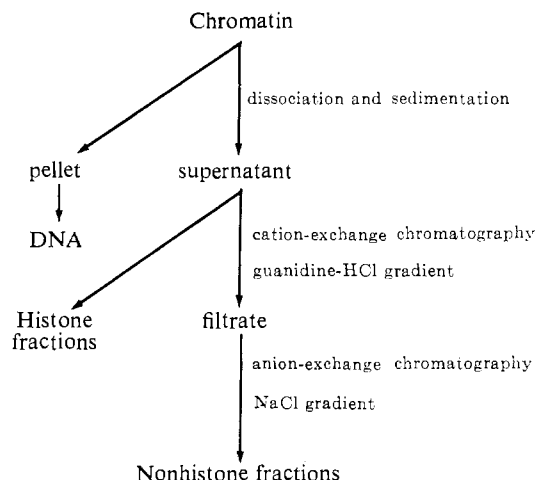 Chromatin
dissociation and sedimentation
pellet
supernatant
DNA
cation-exchange chromatography
guanidine-HCl gradient
Histone
fractions
filtrate
anion-exchange chromatography
NaCl gradient
Nonhistone fractions